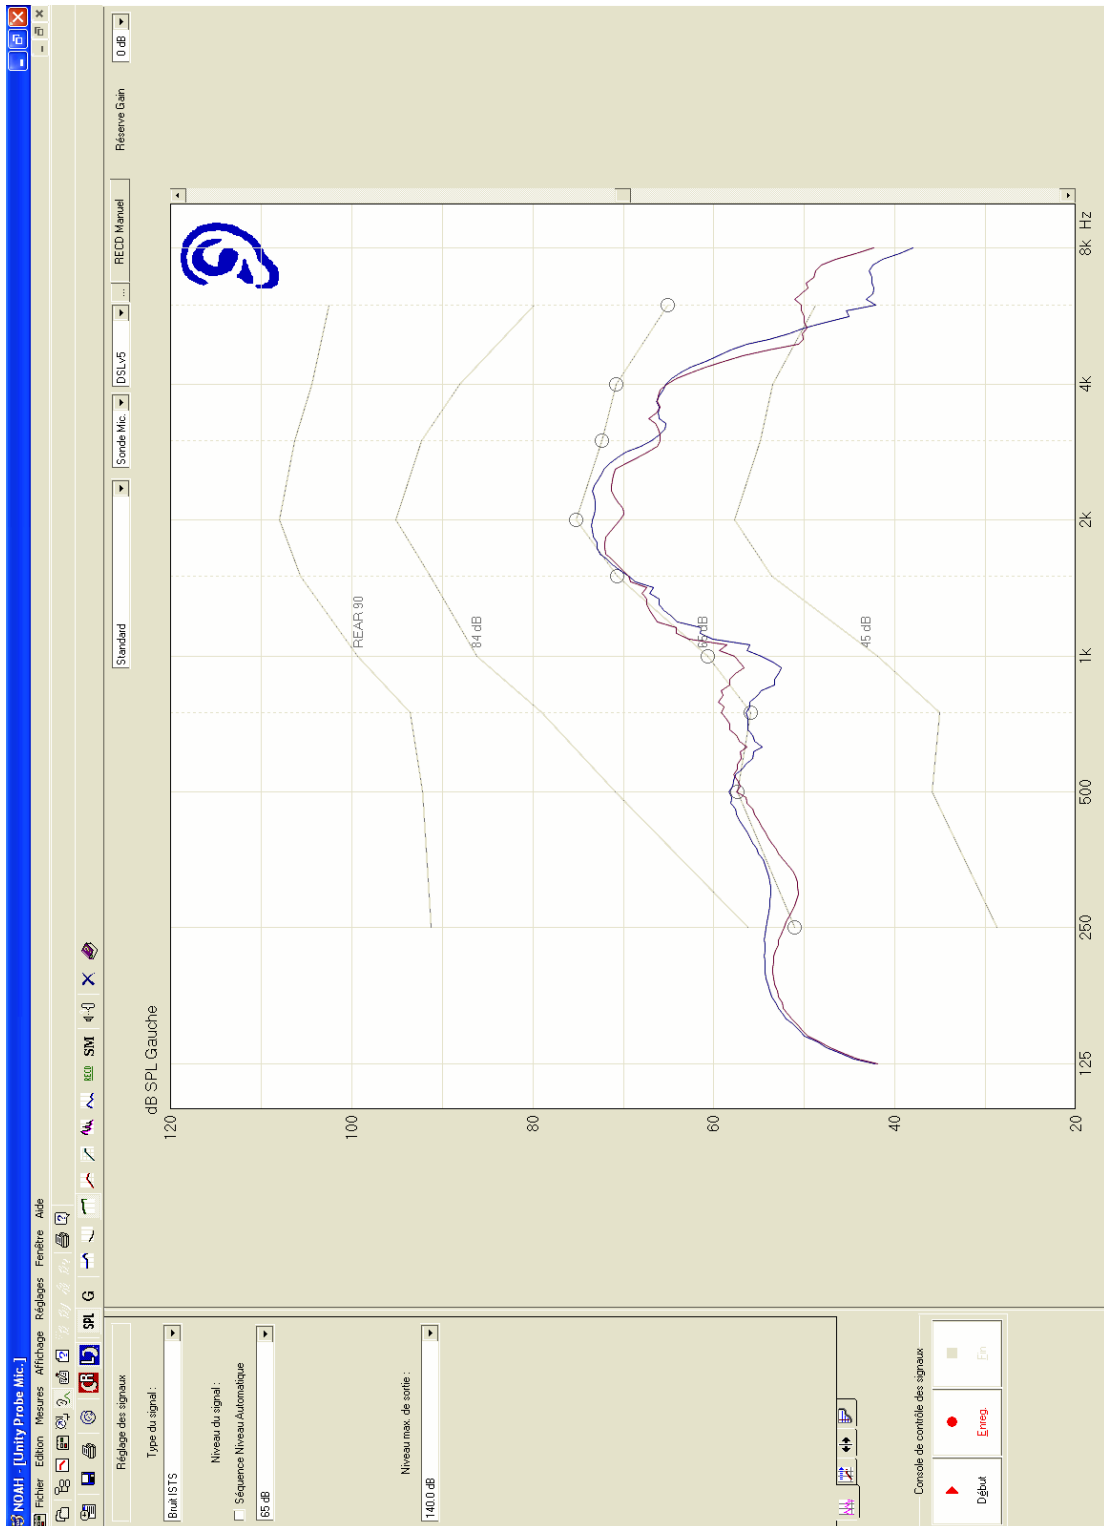 NOAH - [Unity Probe Mic.]
Fichier Edition Mesures Affichage Réglages Fenêtre Aide
SPL G RECD SM
Réglage des signaux
Type du signal :
Bruit ISTS
Niveau du signal :
Séquence Niveau Automatique
65 dB
Niveau max. de sortie :
140.0 dB
Console de contrôle des signaux
Début
Enreg.
Fin
Standard
Sonde Mic.
DSLv5
...
RECD Manuel
Réserve Gain
0 dB
dB SPL Gauche
120
100
80
60
40
20
REAR 90
84 dB
65 dB
45 dB
125
250
500
1K
2K
4K
8K
Hz